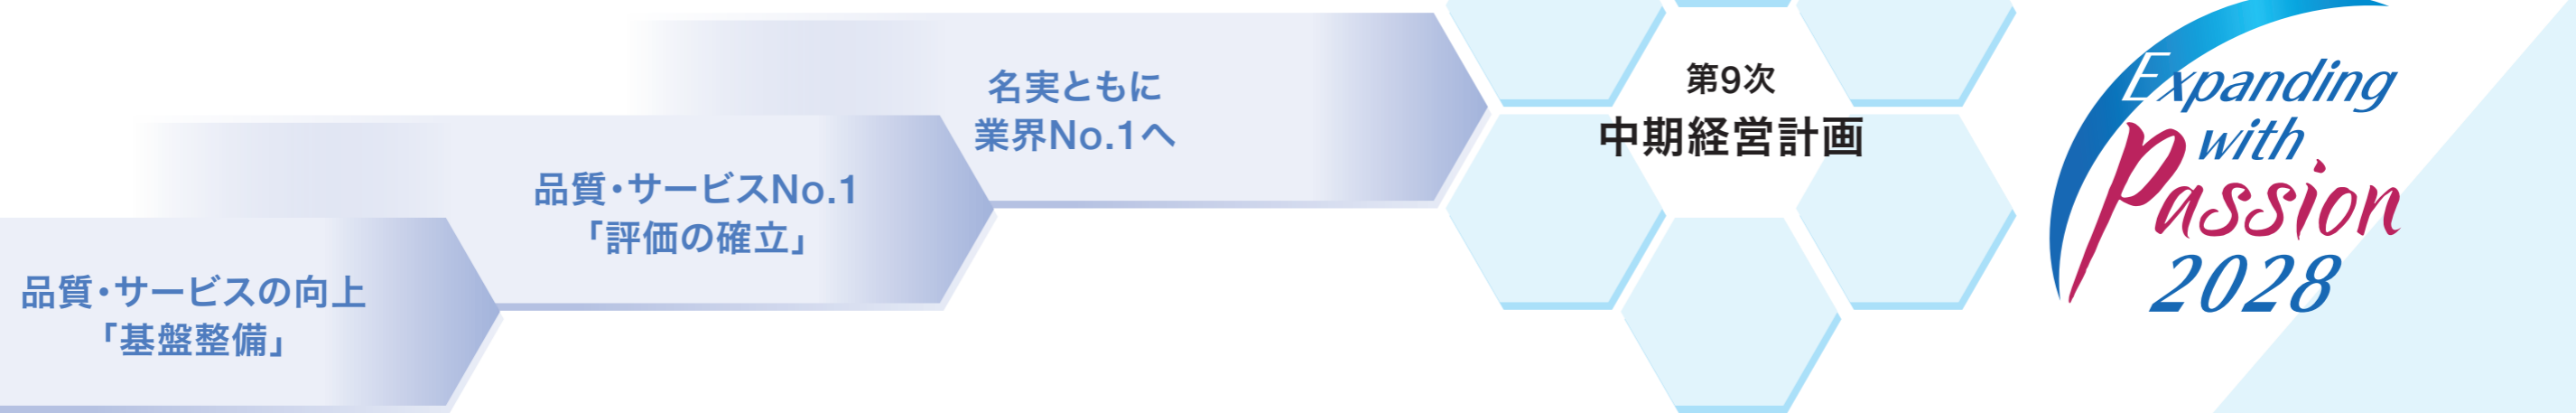 品質・サービスの向上
「基盤整備」
品質・サービスNo.1
「評価の確立」
名実ともに
業界No.1へ
第9次
中期経営計画
Expanding
with
Passion
2028